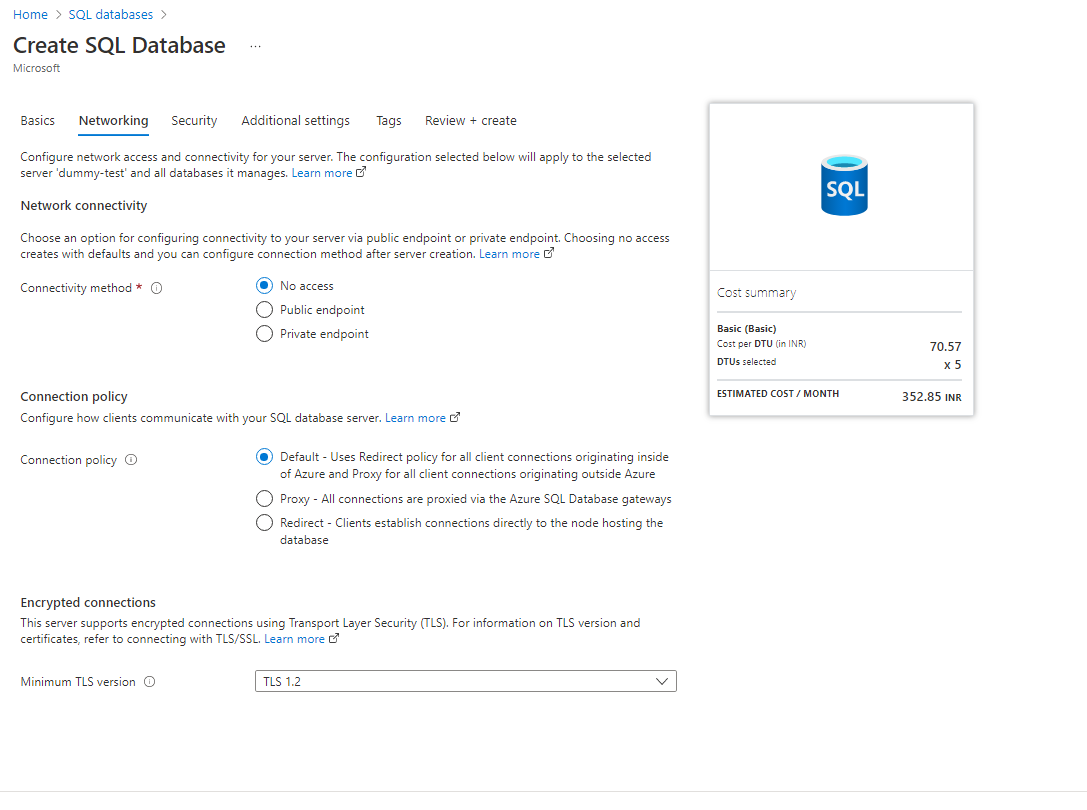 Home > SQL databases >
Create SQL Database ...
Microsoft
Basics Networking Security Additional settings Tags Review + create
Configure network access and connectivity for your server. The configuration selected below will apply to the selected
server 'dummy-test' and all databases it manages. Learn more
Network connectivity
Choose an option for configuring connectivity to your server via public endpoint or private endpoint. Choosing no access
creates with defaults and you can configure connection method after server creation. Learn more
Connectivity method *
No access
Public endpoint
Private endpoint
Connection policy
Configure how clients communicate with your SQL database server. Learn more
Connection policy
Default - Uses Redirect policy for all client connections originating inside
of Azure and Proxy for all client connections originating outside Azure
Proxy - All connections are proxied via the Azure SQL Database gateways
Redirect - Clients establish connections directly to the node hosting the
database
Encrypted connections
This server supports encrypted connections using Transport Layer Security (TLS). For information on TLS version and
certificates, refer to connecting with TLS/SSL. Learn more
Minimum TLS version
TLS 1.2
SQL
Cost summary
Basic (Basic)
Cost per DTU (in INR) 70.57
DTUs selected x 5
ESTIMATED COST / MONTH 352.85 INR